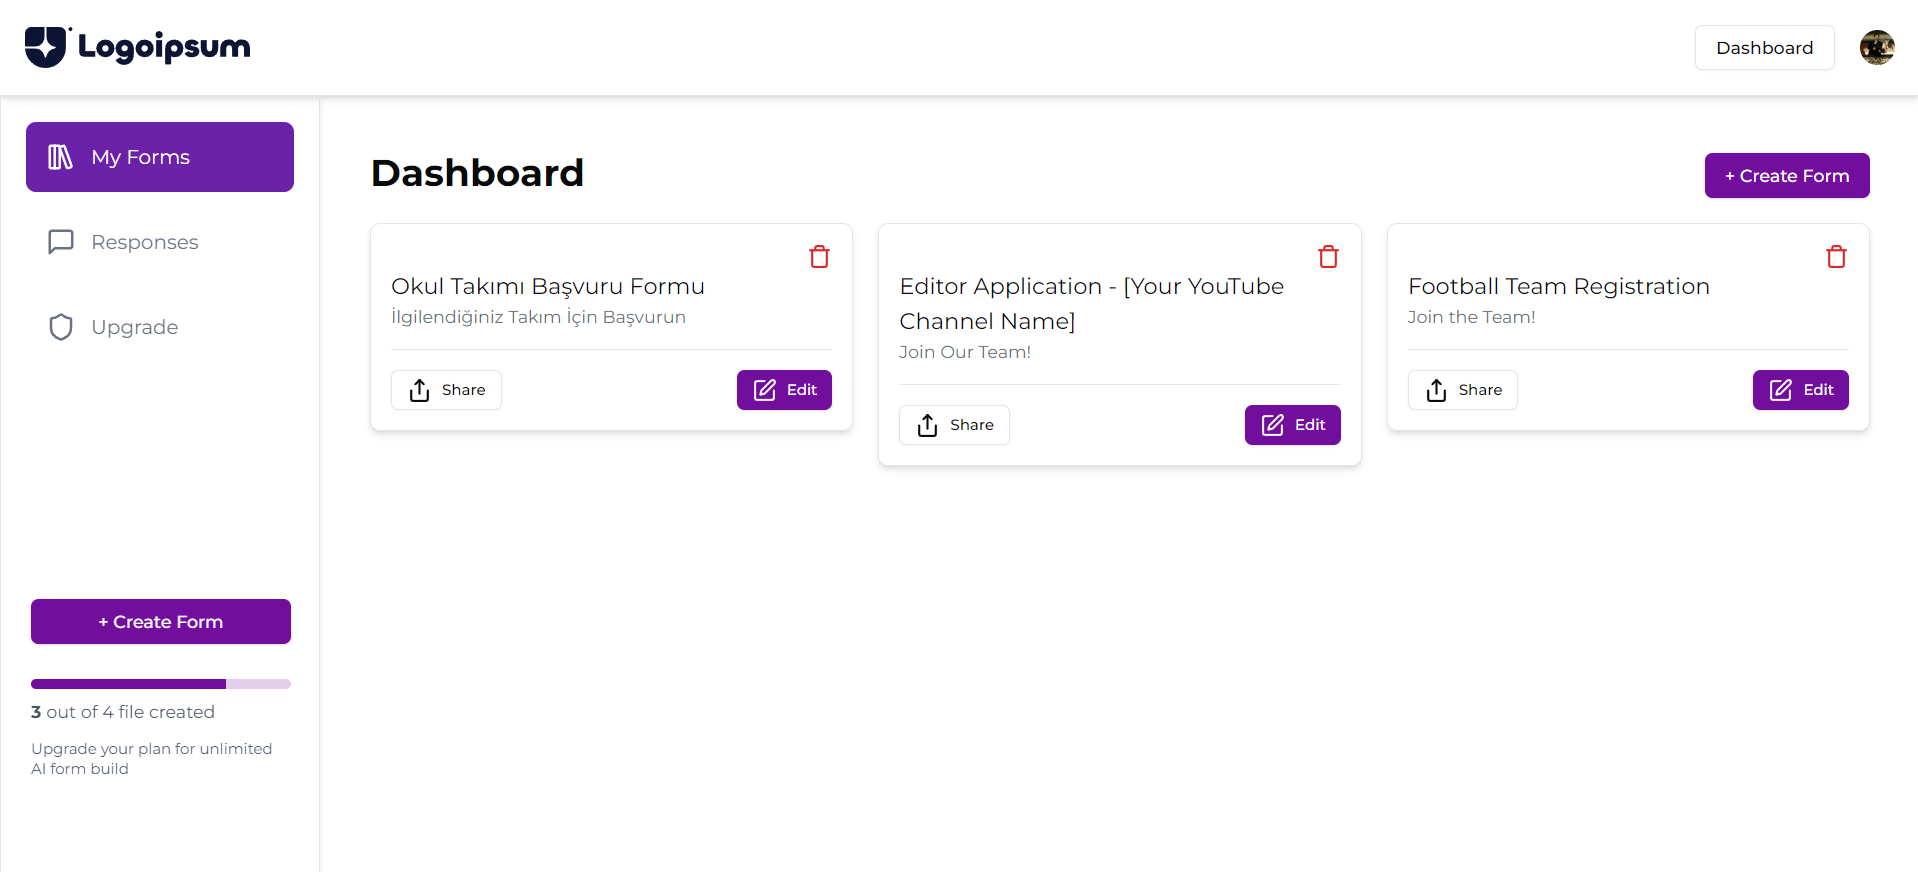 Logoipsum
Dashboard
My Forms
Responses
Upgrade
+ Create Form
3 out of 4 file created
Upgrade your plan for unlimited
AI form build
Dashboard
+ Create Form
Okul Takımı Başvuru Formu
İlgilendiğiniz Takım İçin Başvurun
Share
Edit
Editor Application - [Your YouTube
Channel Name]
Join Our Team!
Share
Edit
Football Team Registration
Join the Team!
Share
Edit